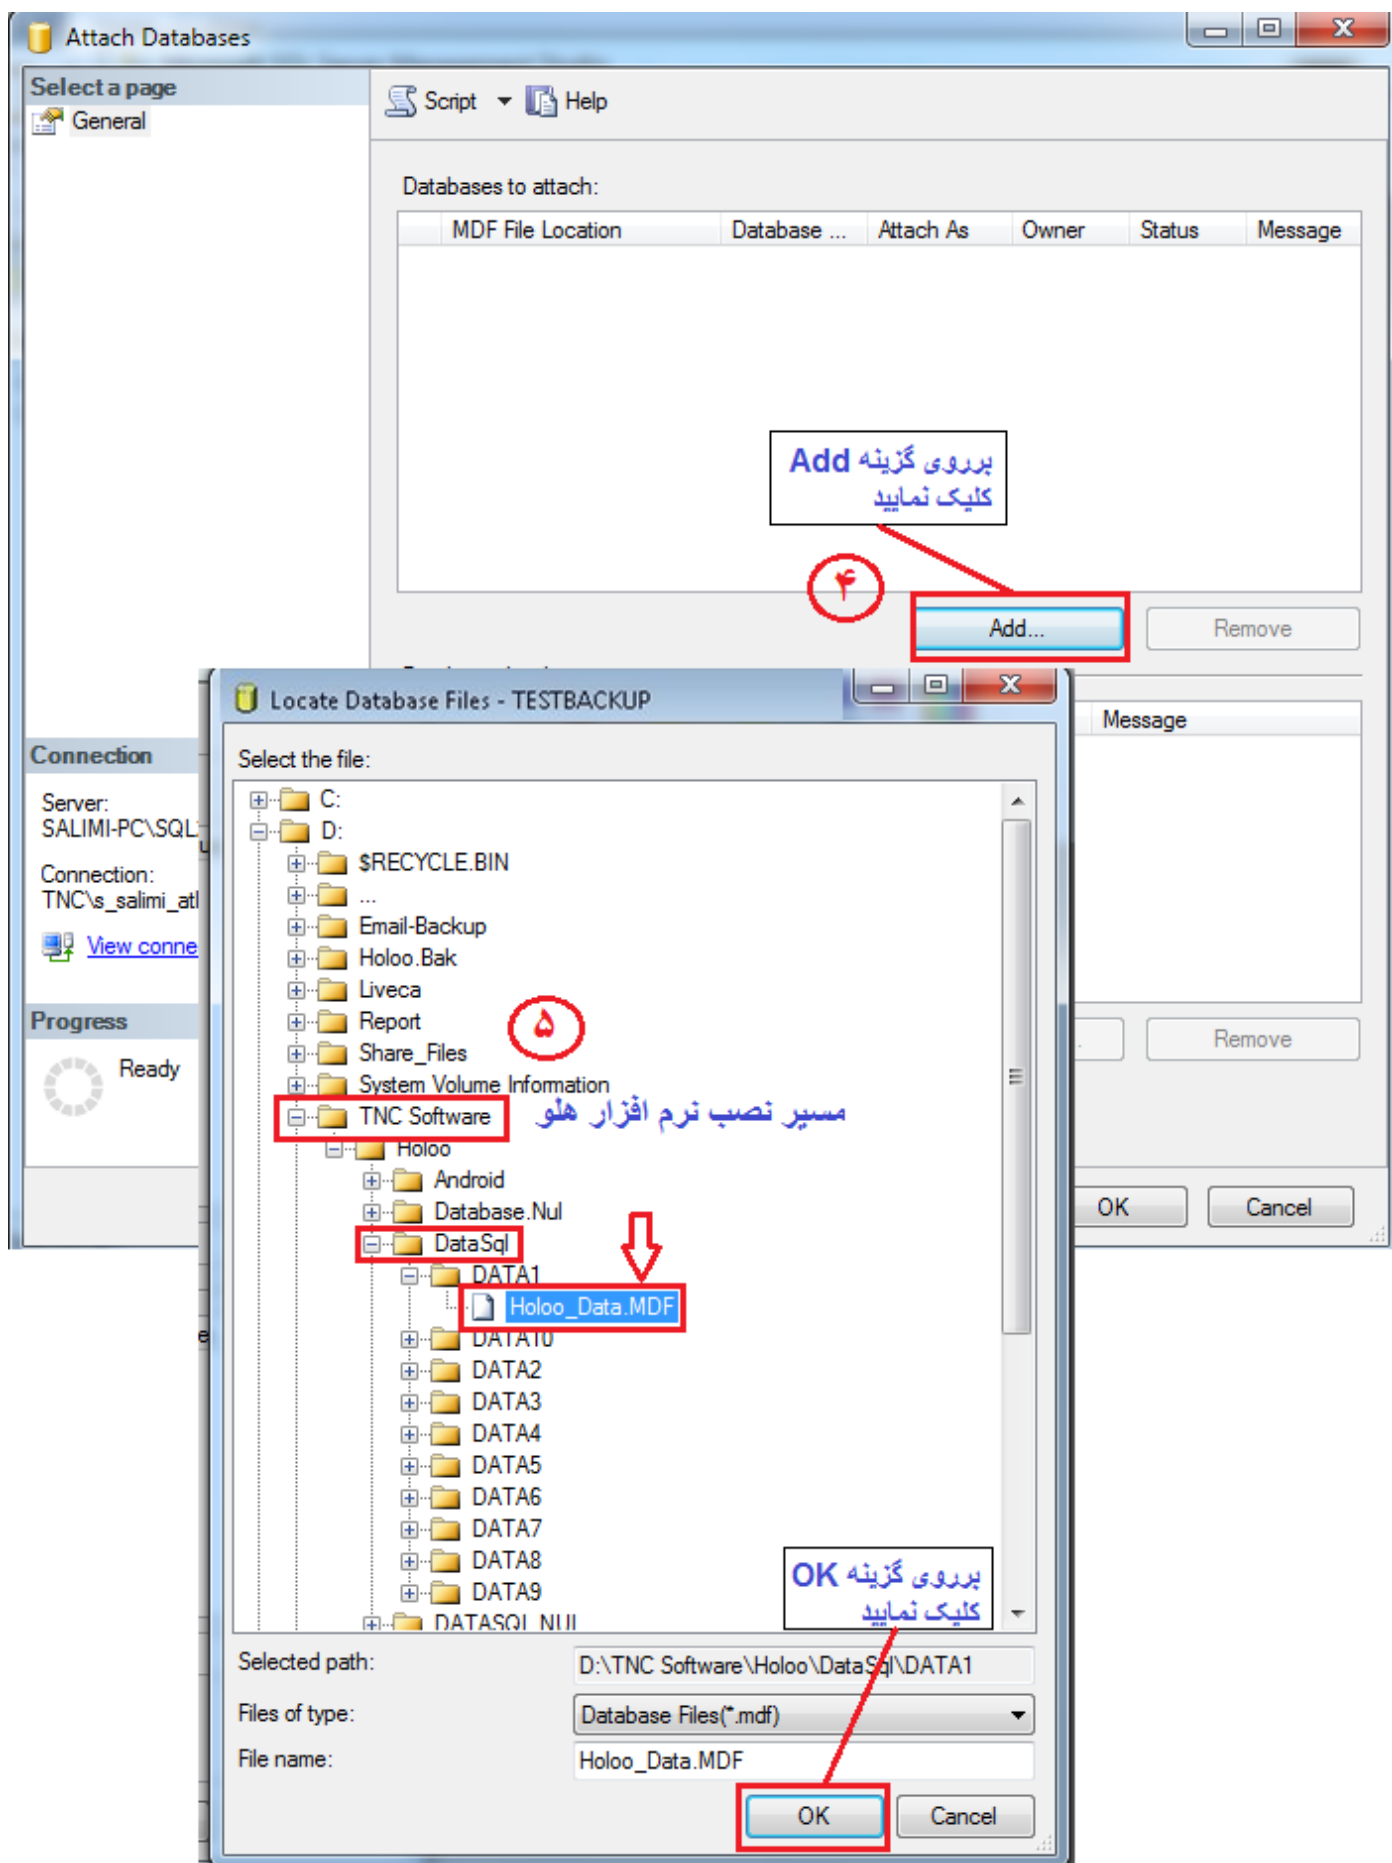 Attach Databases
Select a page
General
Script
Help
Databases to attach:
MDF File Location
Database ...
Attach As
Owner
Status
Message
برروی گزینه Add
کلیک نمایید
۴
Add...
Remove
Locate Database Files - TESTBACKUP
Message
Connection
Server:
SALIMI-PC\SQL
Connection:
TNC\s_salimi_atl
View conne
Progress
Ready
Remove
OK
Cancel
Select the file:
C:
D:
$RECYCLE.BIN
...
Email-Backup
Holoo.Bak
Liveca
Report
۵
Share_Files
System Volume Information
TNC Software
مسیر نصب نرم افزار هلو
Holoo
Android
Database.Nul
DataSql
DATA1
Holoo_Data.MDF
DATA10
DATA2
DATA3
DATA4
DATA5
DATA6
DATA7
DATA8
DATA9
DATASQL.NUL
برروی گزینه OK
کلیک نمایید
Selected path:
D:\TNC Software\Holoo\DataSql\DATA1
Files of type:
Database Files(*.mdf)
File name:
Holoo_Data.MDF
OK
Cancel